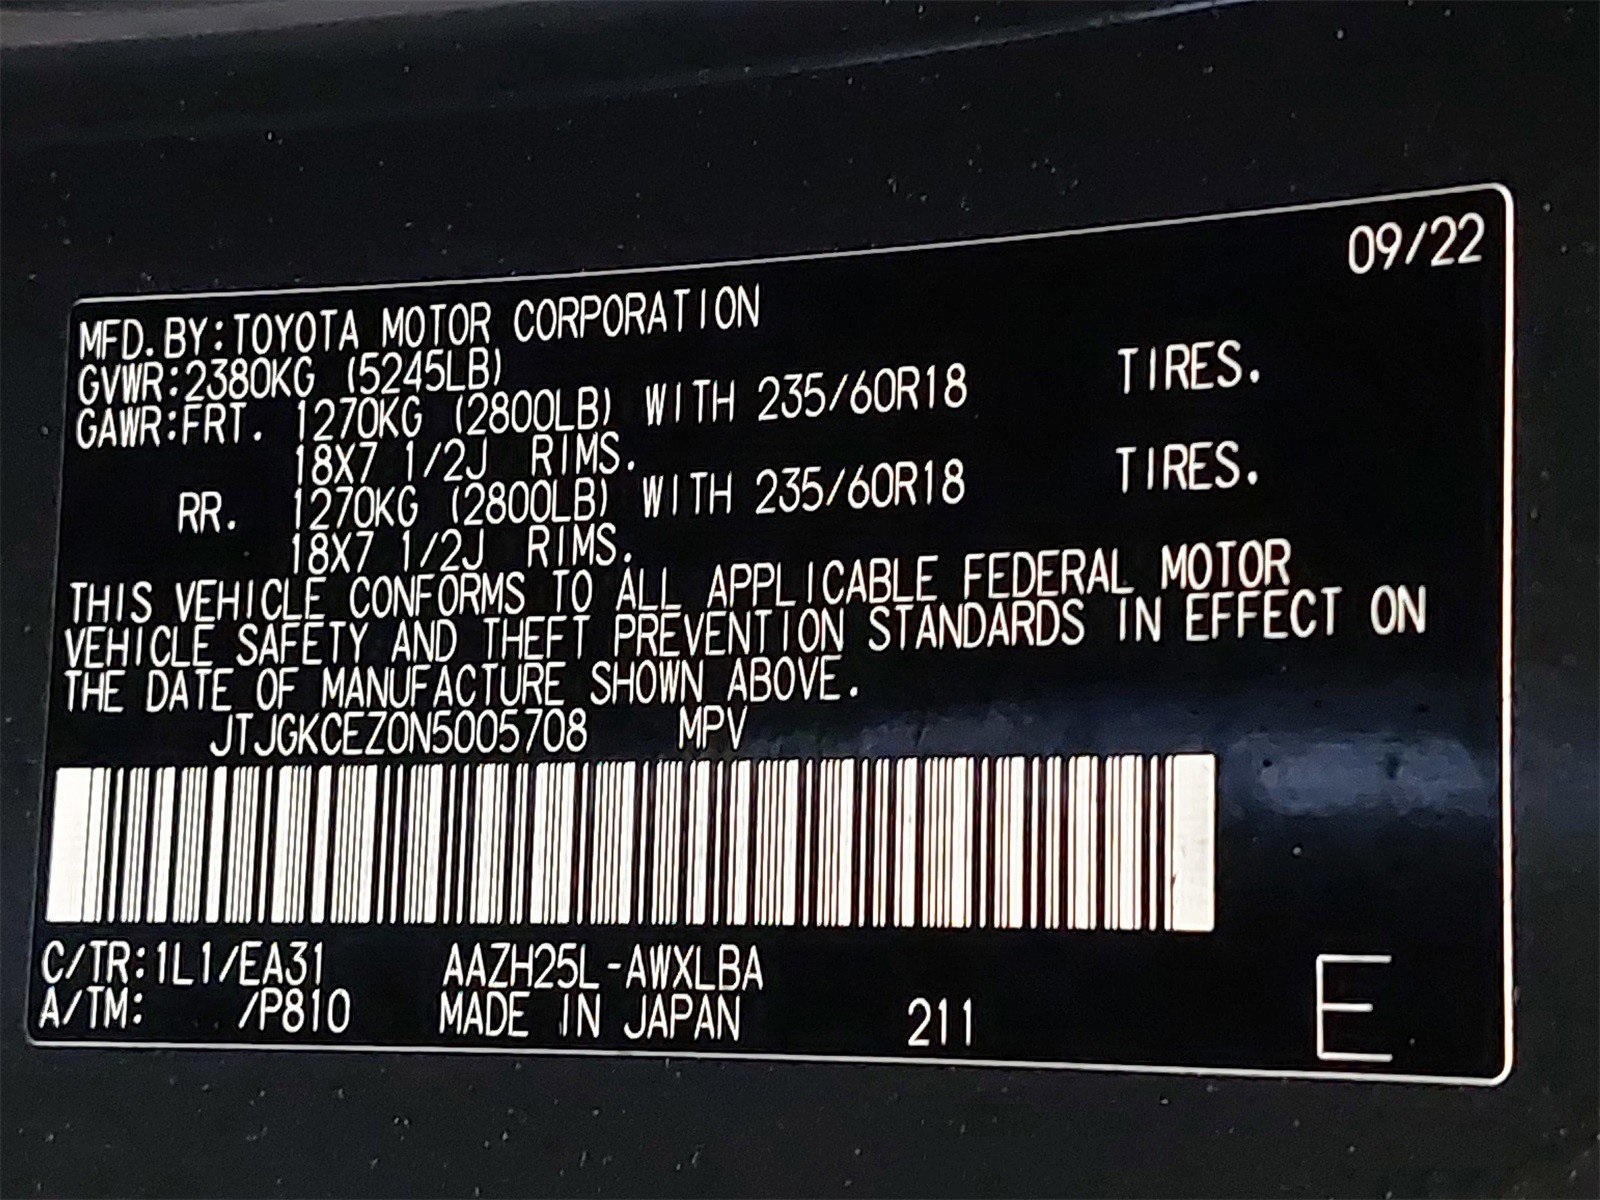 09/22
MFD.BY:TOYOTA MOTOR CORPORATION
GVWR:2380KG (5245LB)
GAWR:FRT. 1270KG (2800LB) WITH 235/60R18 TIRES.
18X7 1/2J RIMS.
RR. 1270KG (2800LB) WITH 235/60R18 TIRES.
18X7 1/2J RIMS.
THIS VEHICLE CONFORMS TO ALL APPLICABLE FEDERAL MOTOR
VEHICLE SAFETY AND THEFT PREVENTION STANDARDS IN EFFECT ON
THE DATE OF MANUFACTURE SHOWN ABOVE.
JTJGKCEZ0N5005708 MPV
C/TR:1L1/EA31 AAZH25L-AWXLBA
A/TM: /P810 MADE IN JAPAN 211 E